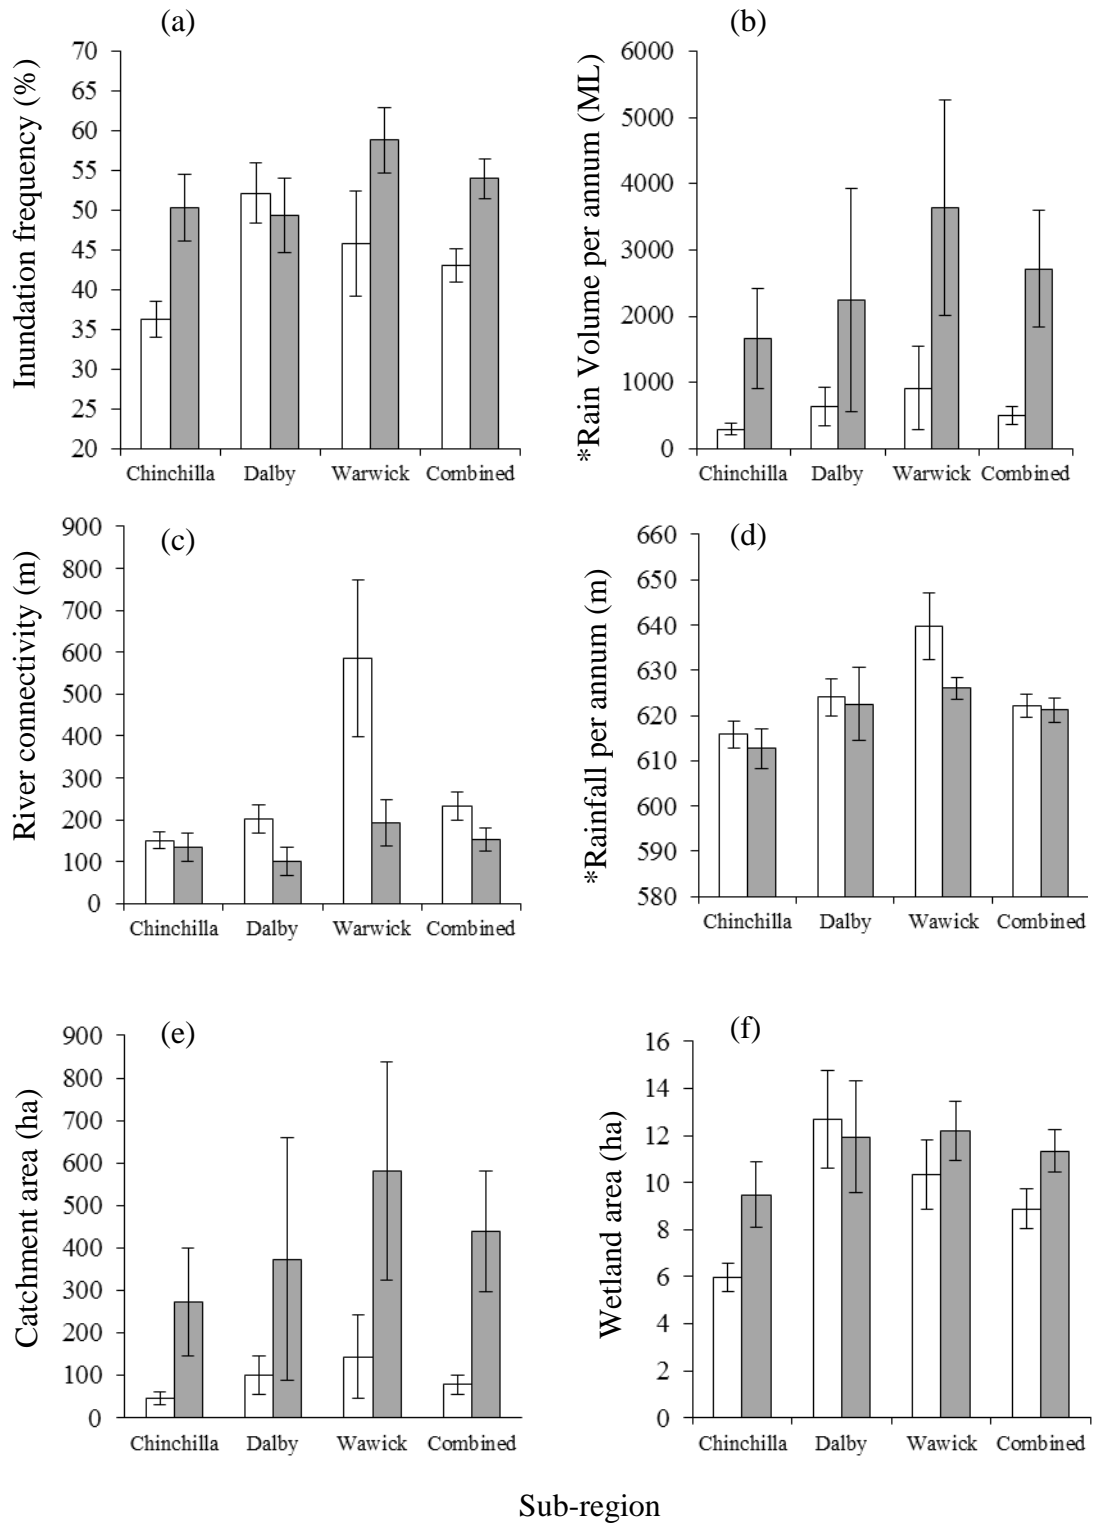 (a)
Inundation frequency (%)
70
65
60
55
50
45
40
35
30
25
20
Chinchilla Dalby Warwick Combined
(b)
*Rain Volume per annum (ML)
6000
5000
4000
3000
2000
1000
0
Chinchilla Dalby Warwick Combined
(c)
River connectivity (m)
900
800
700
600
500
400
300
200
100
0
Chinchilla Dalby Warwick Combined
(d)
*Rainfall per annum (m)
660
650
640
630
620
610
600
590
580
Chinchilla Dalby Wawick Combined
(e)
Catchment area (ha)
900
800
700
600
500
400
300
200
100
0
Chinchilla Dalby Wawick Combined
(f)
Wetland area (ha)
16
14
12
10
8
6
4
2
0
Chinchilla Dalby Wawick Combined
Sub-region